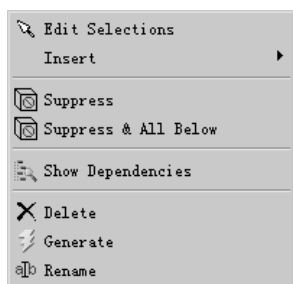 Edit Selections
Insert
Suppress
Suppress & All Below
Show Dependencies
Delete
Generate
a|b Rename